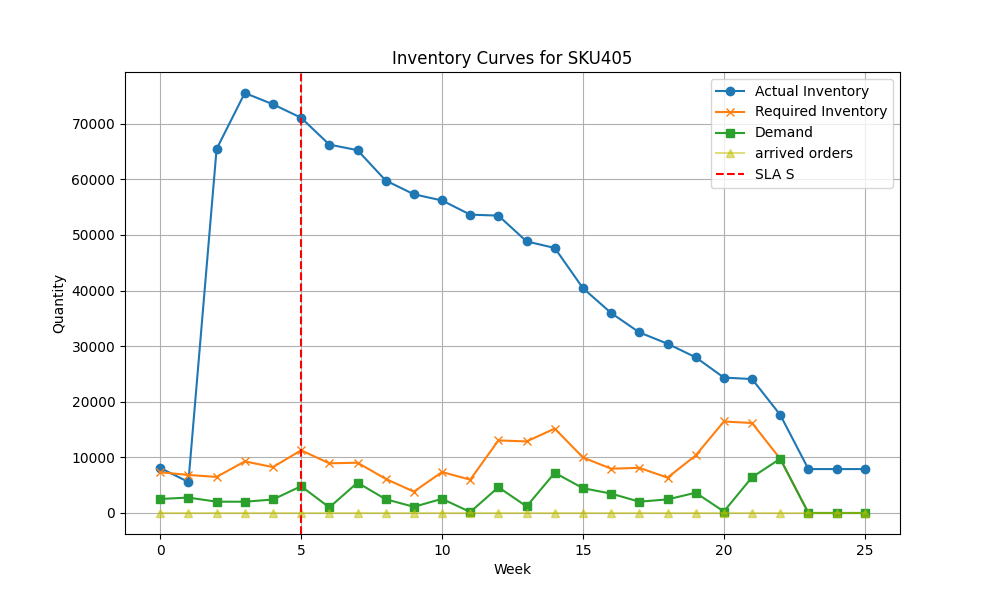 Inventory Curves for SKU405
Actual Inventory
Required Inventory
Demand
arrived orders
SLA S
Quantity
70000
60000
50000
40000
30000
20000
10000
0
0 5 10 15 20 25
Week